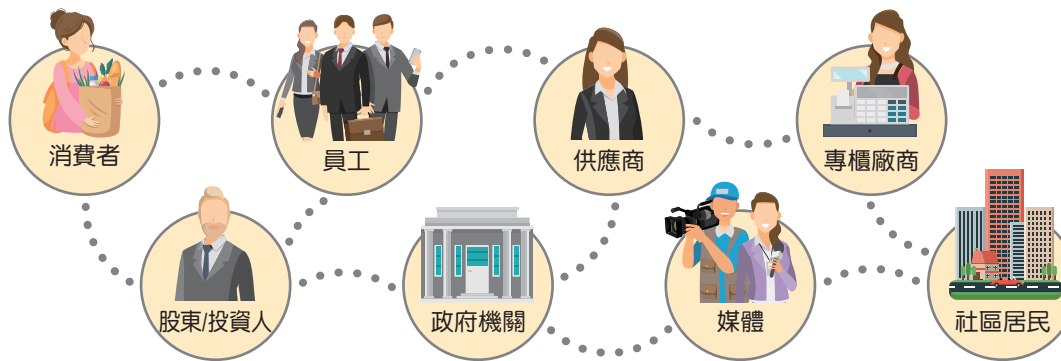 消費者
員工
供應商
專櫃廠商
股東/投資人
政府機關
媒體
社區居民